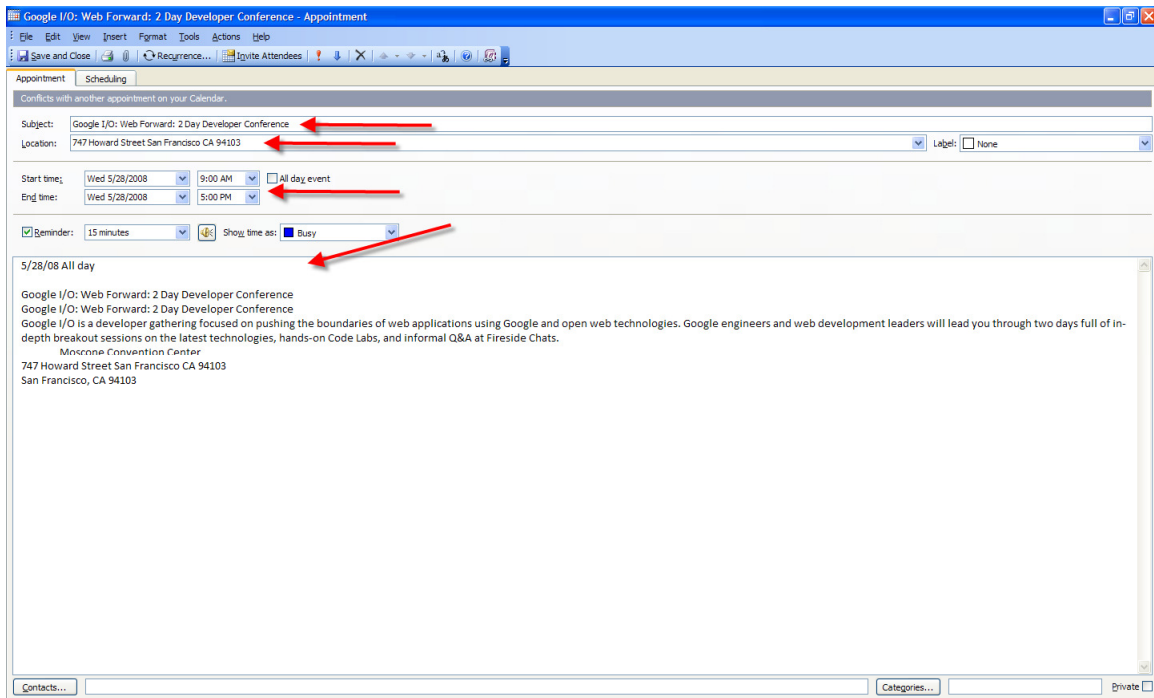 Google I/O: Web Forward: 2 Day Developer Conference - Appointment
File Edit View Insert Format Tools Actions Help
Save and Close Recurrence... Invite Attendees
Appointment Scheduling
Conflicts with another appointment on your Calendar.
Subject: Google I/O: Web Forward: 2 Day Developer Conference
Location: 747 Howard Street San Francisco CA 94103 Label: None
Start time: Wed 5/28/2008 9:00 AM All day event
End time: Wed 5/28/2008 5:00 PM
Reminder: 15 minutes Show time as: Busy
5/28/08 All day
Google I/O: Web Forward: 2 Day Developer Conference
Google I/O: Web Forward: 2 Day Developer Conference
Google I/O is a developer gathering focused on pushing the boundaries of web applications using Google and open web technologies. Google engineers and web development leaders will lead you through two days full of in-
depth breakout sessions on the latest technologies, hands-on Code Labs, and informal Q&A at Fireside Chats.
Moscone Convention Center
747 Howard Street San Francisco CA 94103
San Francisco, CA 94103
Contacts... Categories... Private